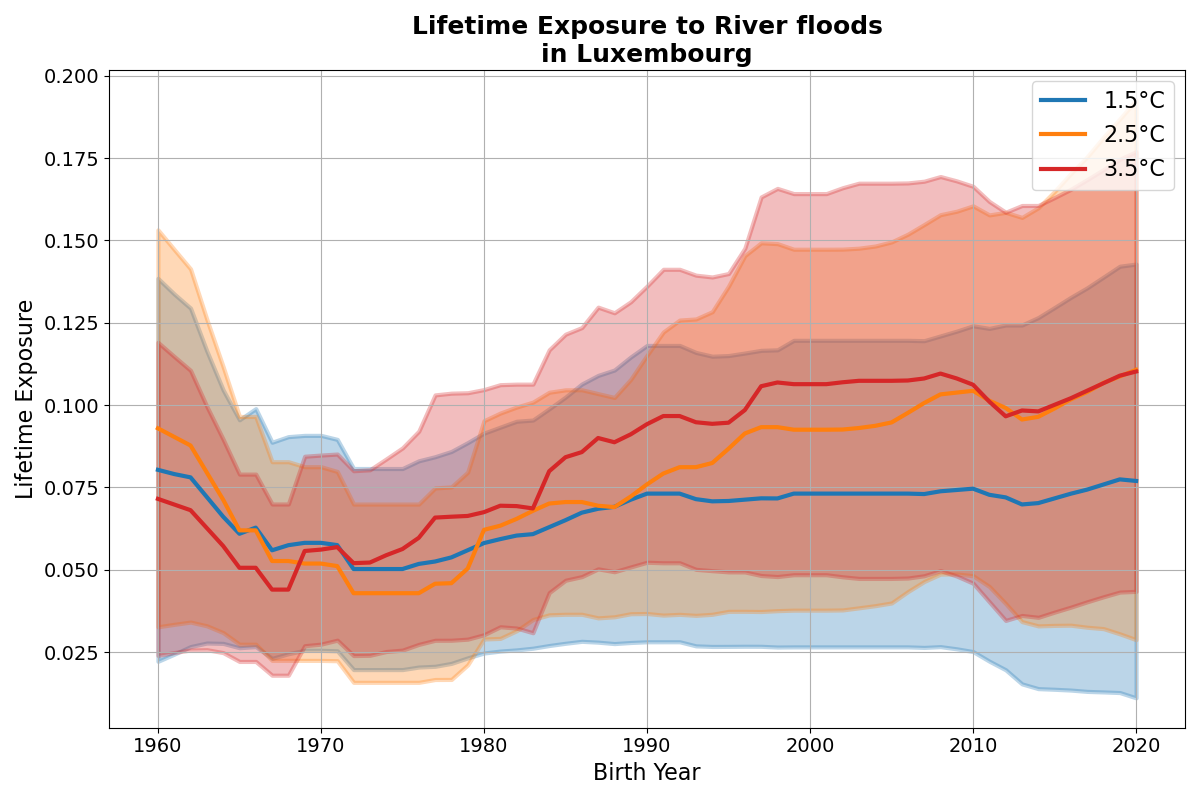 Lifetime Exposure to River floods
in Luxembourg
0.200
0.175
0.150
0.125
0.100
0.075
0.050
0.025
Lifetime Exposure
1.5°C
2.5°C
3.5°C
1960
1970
1980
1990
2000
2010
2020
Birth Year